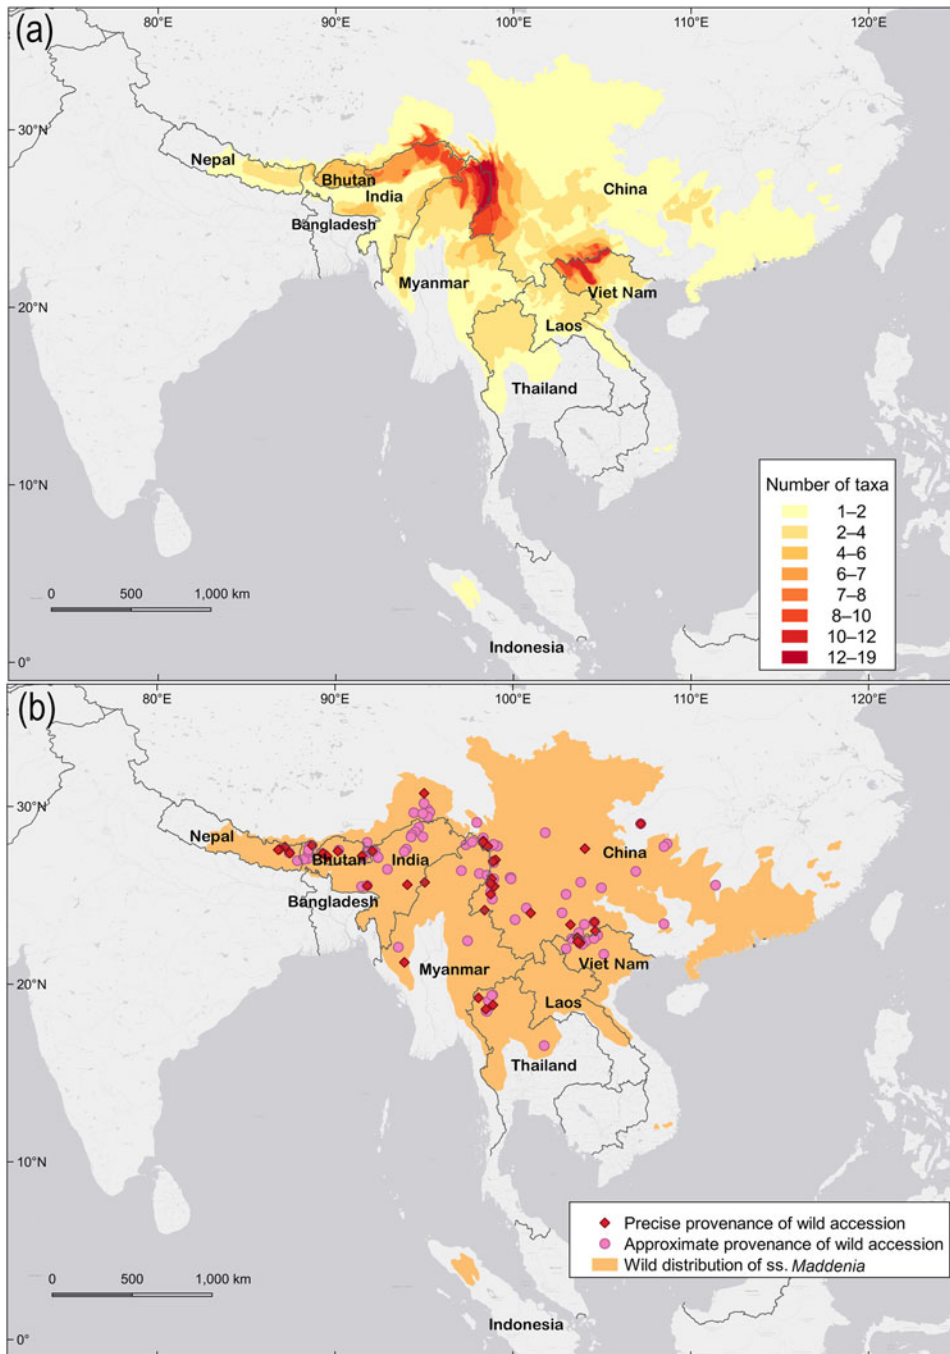 (a)
80°E
90°E
100°E
110°E
120°E
30°N
Nepal
Bhutan
India
China
Bangladesh
Myanmar
Viet Nam
20°N
Laos
Thailand
10°N
Number of taxa
1–2
2–4
4–6
6–7
7–8
8–10
10–12
12–19
0 500 1,000 km
Indonesia
0°
(b)
80°E
90°E
100°E
110°E
120°E
30°N
Nepal
Bhutan
India
China
Bangladesh
Myanmar
Viet Nam
20°N
Laos
Thailand
10°N
Precise provenance of wild accession
Approximate provenance of wild accession
Wild distribution of ss. Maddenia
0 500 1,000 km
Indonesia
0°